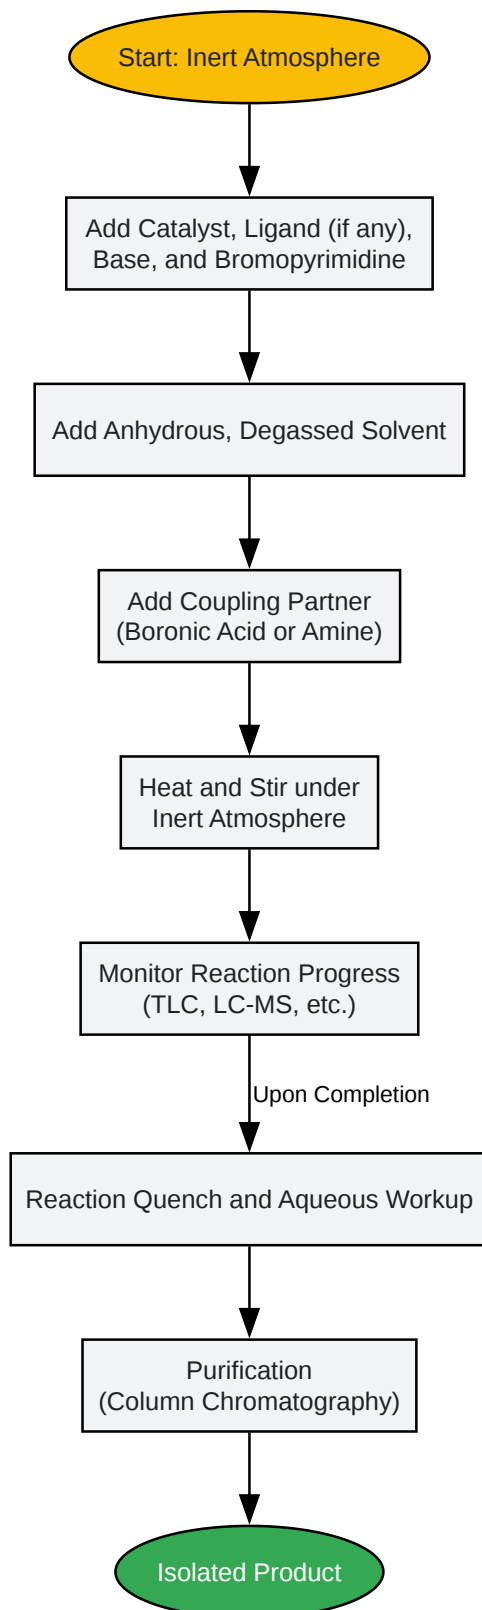 Start: Inert Atmosphere
Add Catalyst, Ligand (if any),
Base, and Bromopyrimidine
Add Anhydrous, Degassed Solvent
Add Coupling Partner
(Boronic Acid or Amine)
Heat and Stir under
Inert Atmosphere
Monitor Reaction Progress
(TLC, LC-MS, etc.)
Upon Completion
Reaction Quench and Aqueous Workup
Purification
(Column Chromatography)
Isolated Product